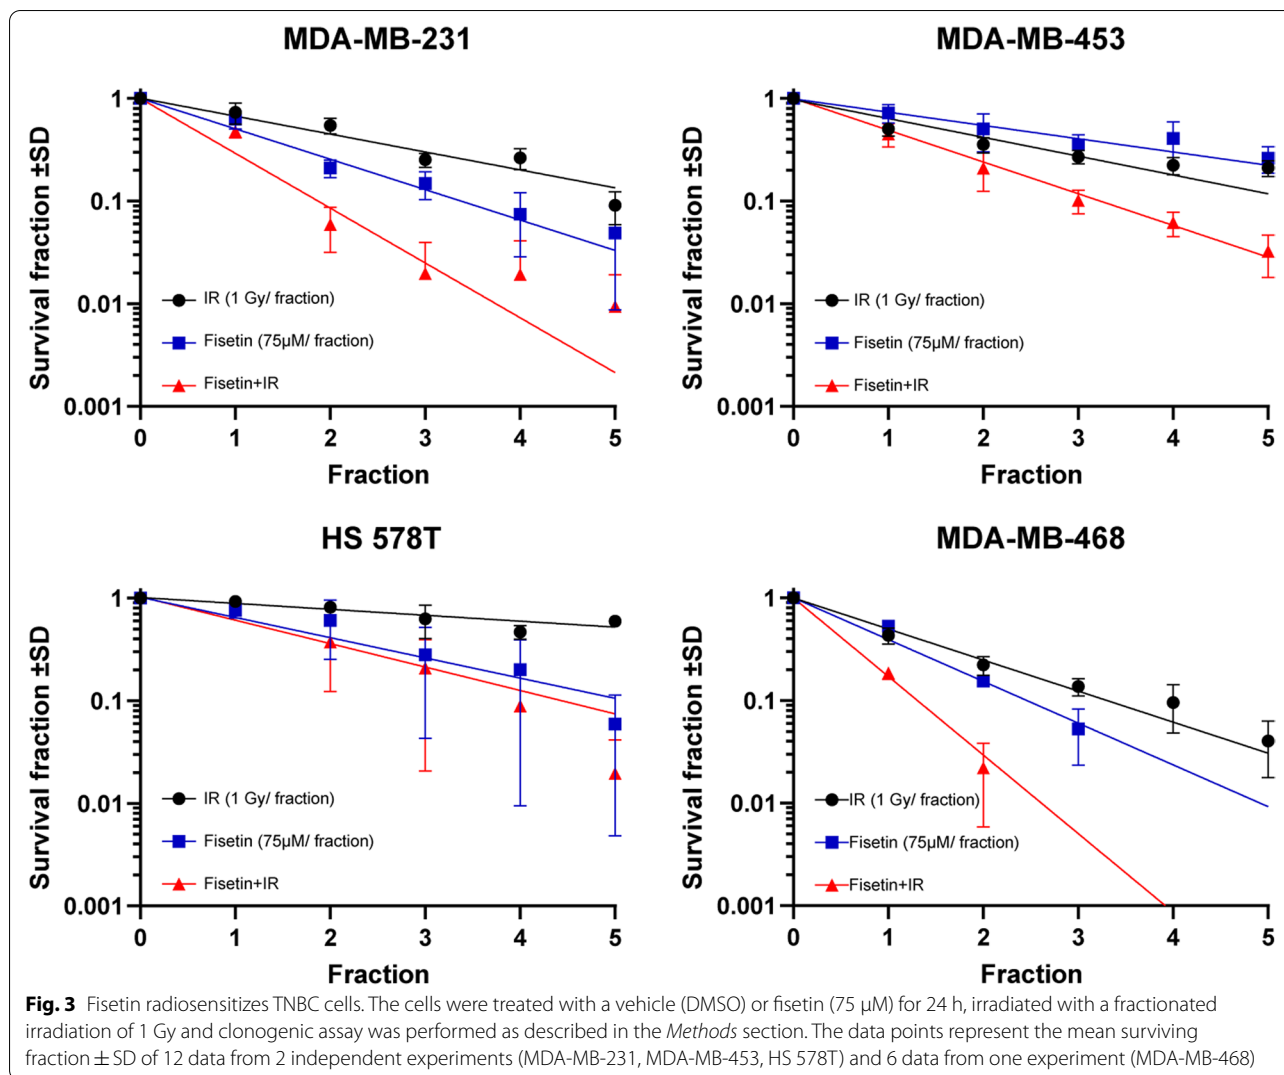 MDA-MB-231
Survival fraction ±SD
1
0.1
0.01
0.001
IR (1 Gy/ fraction)
Fisetin (75µM/ fraction)
Fisetin+IR
0 1 2 3 4 5
Fraction
MDA-MB-453
Survival fraction ±SD
1
0.1
0.01
0.001
IR (1 Gy/ fraction)
Fisetin (75µM/ fraction)
Fisetin+IR
0 1 2 3 4 5
Fraction
HS 578T
Survival fraction ±SD
1
0.1
0.01
0.001
IR (1 Gy/ fraction)
Fisetin (75µM/ fraction)
Fisetin+IR
0 1 2 3 4 5
Fraction
MDA-MB-468
Survival fraction ±SD
1
0.1
0.01
0.001
IR (1 Gy/ fraction)
Fisetin (75µM/ fraction)
Fisetin+IR
0 1 2 3 4 5
Fraction
Fig. 3 Fisetin radiosensitizes TNBC cells. The cells were treated with a vehicle (DMSO) or fisetin (75 µM) for 24 h, irradiated with a fractionated
irradiation of 1 Gy and clonogenic assay was performed as described in the Methods section. The data points represent the mean surviving
fraction ± SD of 12 data from 2 independent experiments (MDA-MB-231, MDA-MB-453, HS 578T) and 6 data from one experiment (MDA-MB-468)